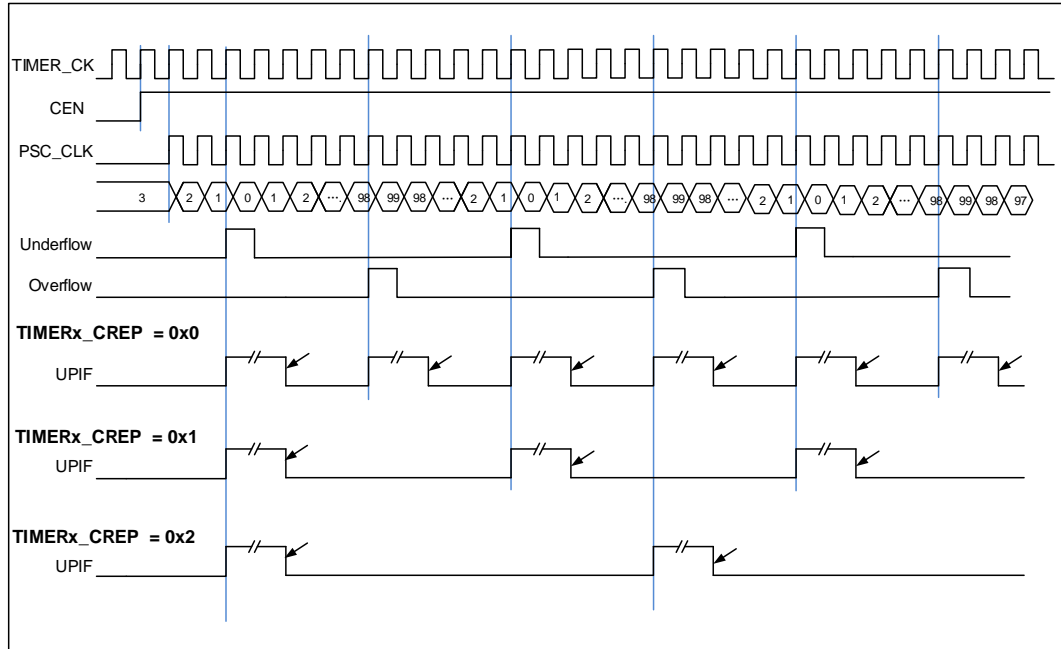 TIMER_CK
CEN
PSC_CLK
3 2 1 0 1 2 .... 98 99 98 ... 2 1 0 1 2 .... 98 99 98 ... 2 1 0 1 2 ... 98 99 98 97
Underflow
Overflow
TIMERx_CREP = 0x0
UPIF
TIMERx_CREP = 0x1
UPIF
TIMERx_CREP = 0x2
UPIF